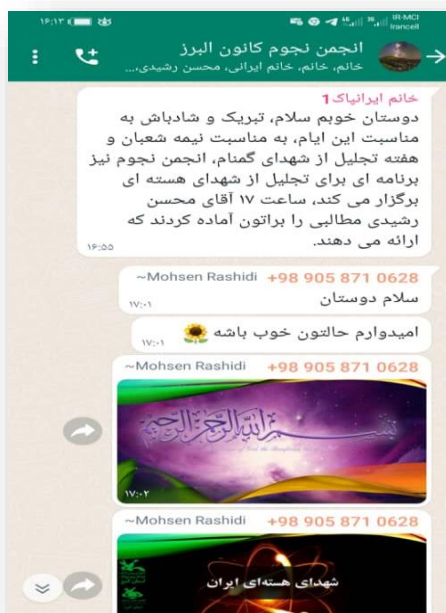 ۱۶:۱۳
IR-MCI
Irancell
انجمن نجوم کانون البرز
خانم، خانم، خانم ایرانی، محسن رشیدی،...
خانم ایرانپاک1
دوستان خوبم سلام، تبریک و شادباش به
مناسبت این ایام، به مناسبت نیمه شعبان و
هفته تجلیل از شهدای گمنام، انجمن نجوم نیز
برنامه ای برای تجلیل از شهدای هسته ای
برگزار می کند، ساعت ۱۷ آقای محسن
رشیدی مطالبی را براتون آماده کردند که
ارائه می دهند.
۱۶:۵۵
~Mohsen Rashidi +98 905 871 0628
سلام دوستان
۱۷:۰۱
امیدوارم حالتون خوب باشه
۱۷:۰۱
~Mohsen Rashidi +98 905 871 0628
بسم الله الرحمن الرحیم
۱۷:۰۲
~Mohsen Rashidi +98 905 871 0628
شهدای هسته‌ای ایران